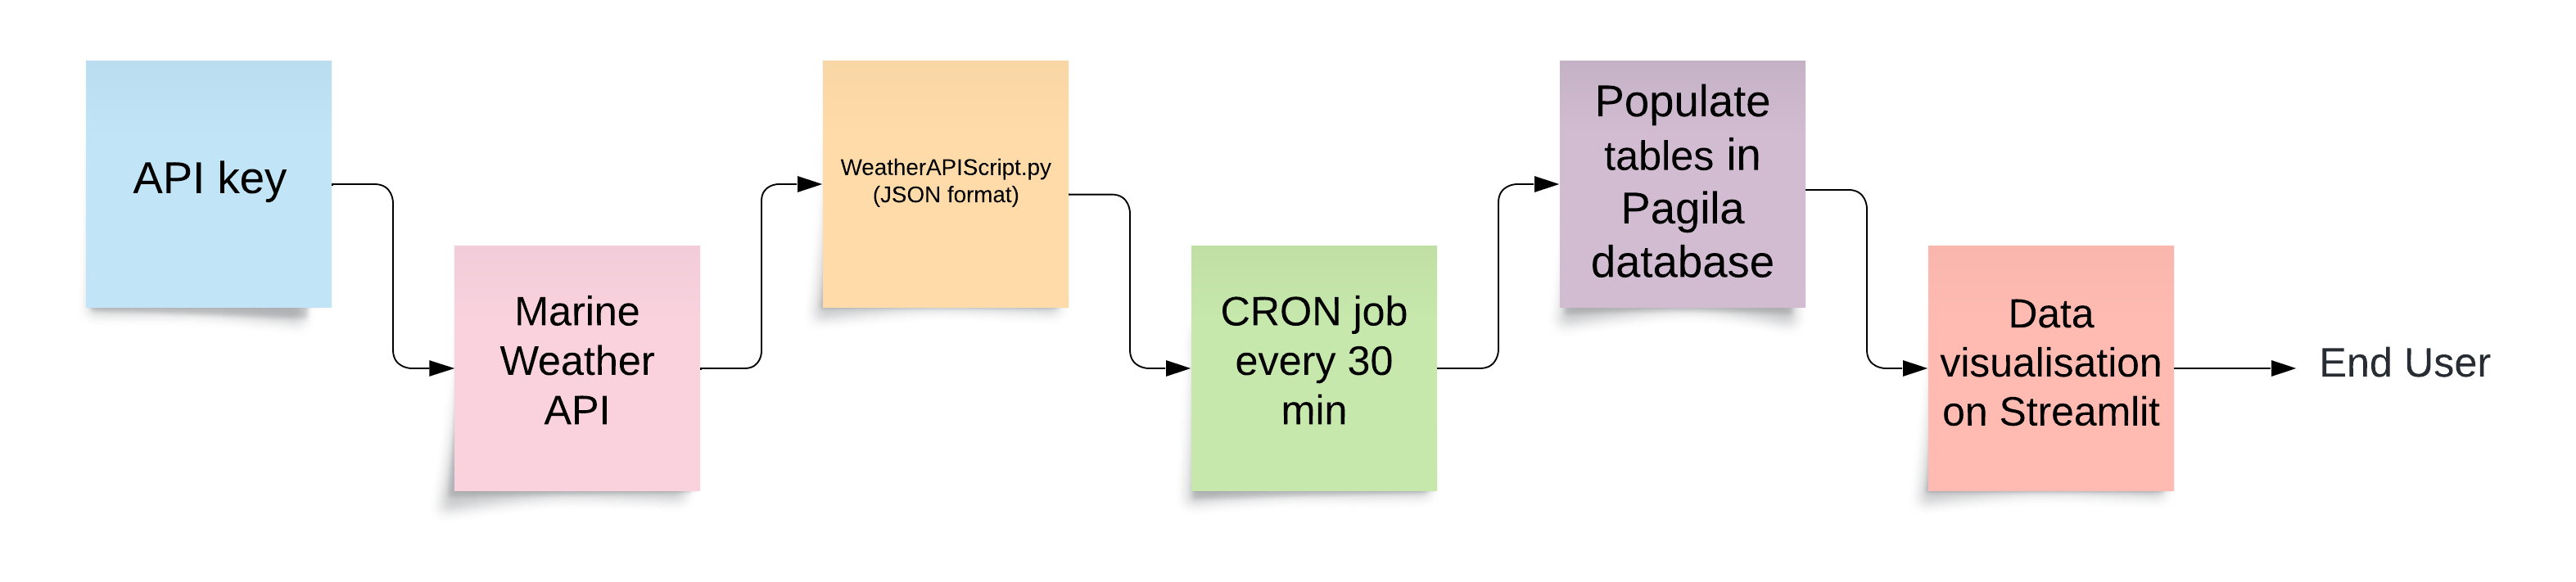 API key
Marine
Weather
API
WeatherAPIScript.py
(JSON format)
CRON job
every 30
min
Populate
tables in
Pagila
database
Data
visualisation
on Streamlit
End User